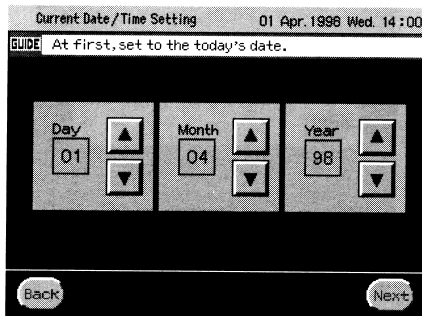 Current Date/Time Setting 01 Apr. 1998 Wed. 14:00
GUIDE At first, set to the today's date.
Day Month Year
01 04 98
Back Next